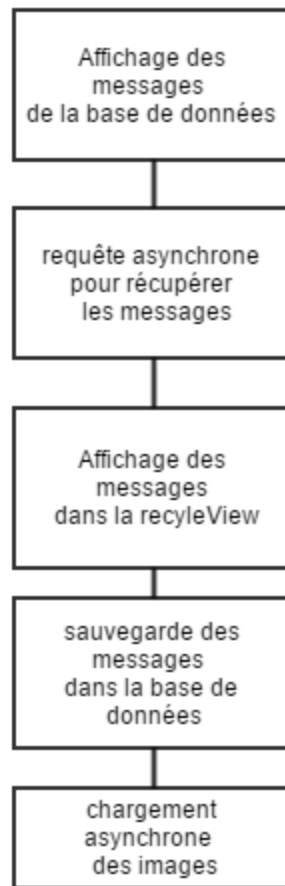 Affichage des
messages
de la base de données
requête asynchrone
pour récupérer
les messages
Affichage des
messages
dans la recyleView
sauvegarde des
messages
dans la base de
données
chargement
asynchrone
des images